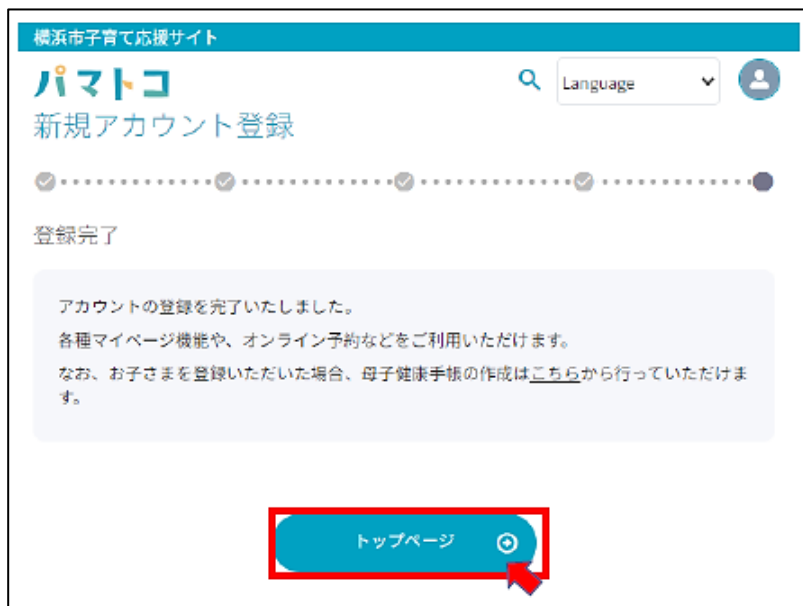 横浜市子育て応援サイト
パマトコ
Language
新規アカウント登録
登録完了
アカウントの登録を完了いたしました。
各種マイページ機能や、オンライン予約などをご利用いただけます。
なお、お子さまを登録いただいた場合、母子健康手帳の作成はこちらから行っていただけま
す。
トップページ